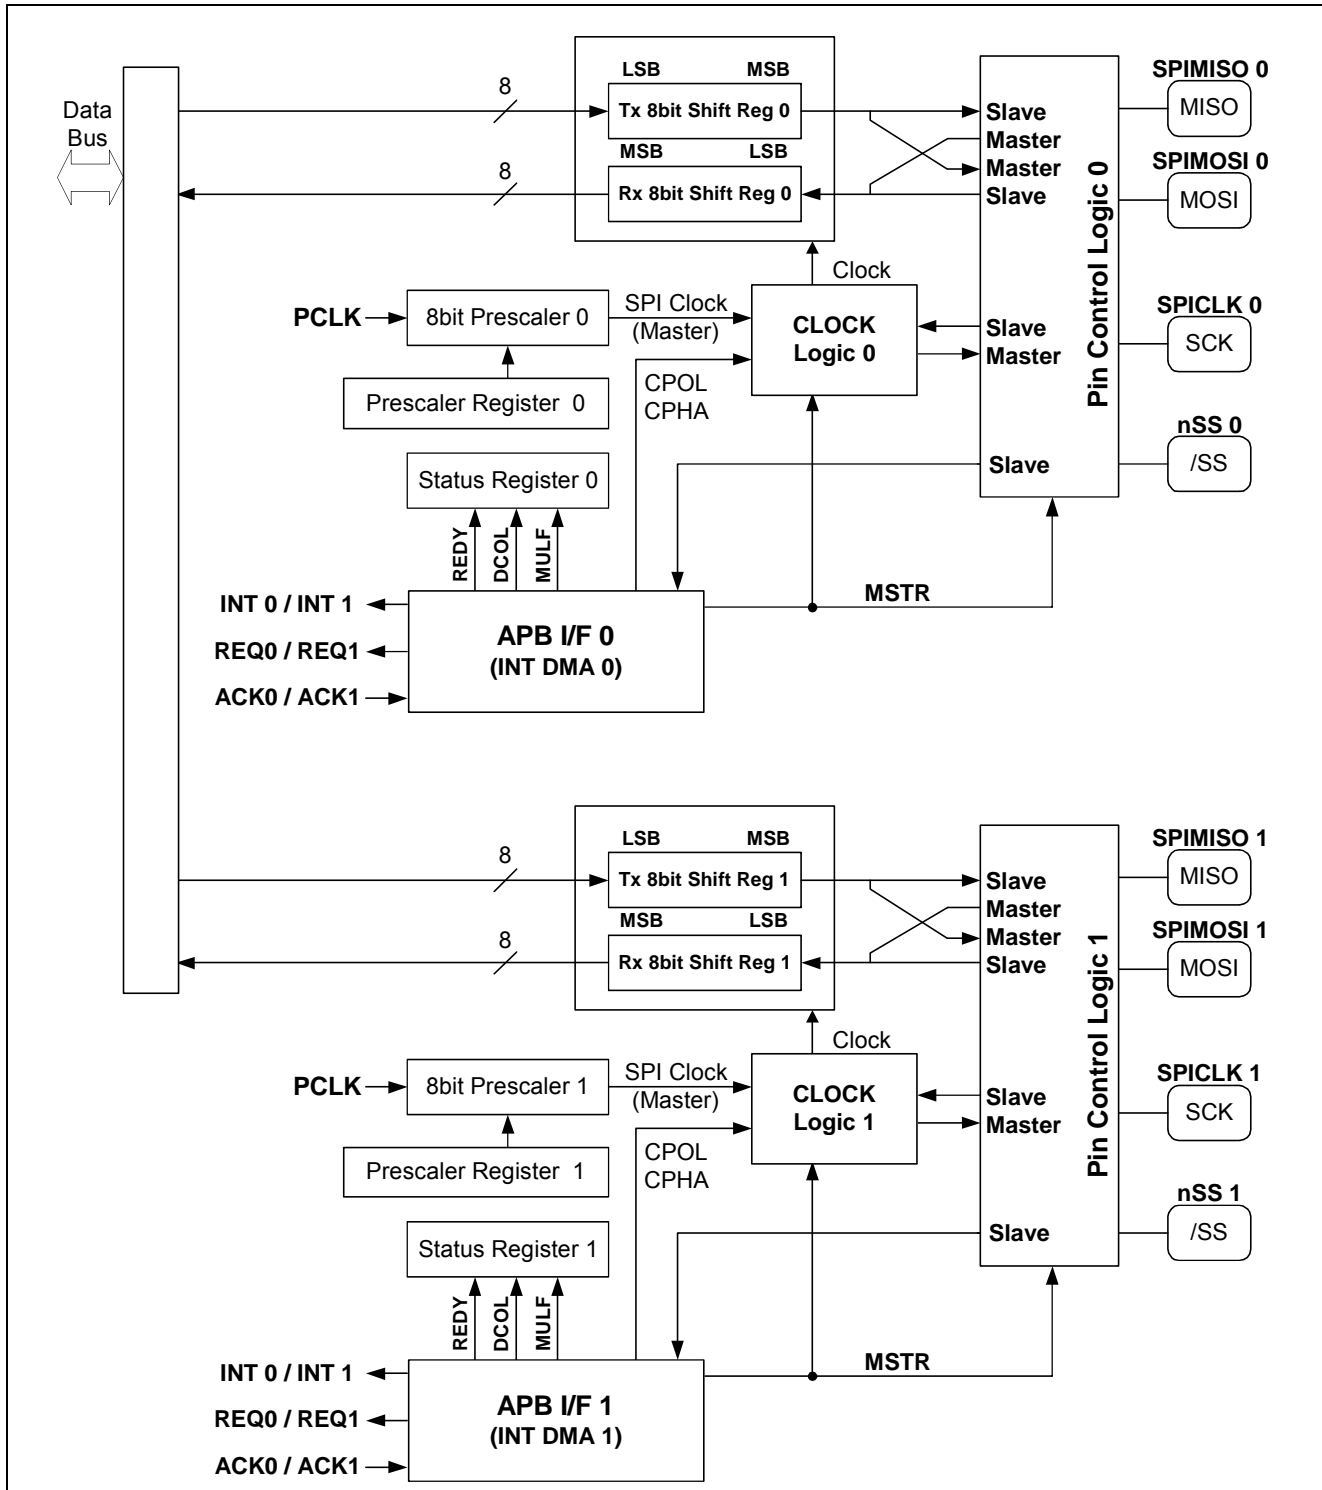 Data
Bus
8
LSB MSB
Tx 8bit Shift Reg 0
MSB LSB
8
Rx 8bit Shift Reg 0
Slave
Master
Master
Slave
Pin Control Logic 0
SPIMISO 0
MISO
SPIMOSI 0
MOSI
Clock
PCLK
8bit Prescaler 0
SPI Clock
(Master)
CLOCK
Logic 0
Slave
Master
SPICLK 0
SCK
Prescaler Register 0
CPOL
CPHA
nSS 0
/SS
Slave
Status Register 0
REDY
DCOL
MULF
MSTR
INT 0 / INT 1
REQ0 / REQ1
ACK0 / ACK1
APB I/F 0
(INT DMA 0)
8
LSB MSB
Tx 8bit Shift Reg 1
MSB LSB
8
Rx 8bit Shift Reg 1
Slave
Master
Master
Slave
Pin Control Logic 1
SPIMISO 1
MISO
SPIMOSI 1
MOSI
Clock
PCLK
8bit Prescaler 1
SPI Clock
(Master)
CLOCK
Logic 1
Slave
Master
SPICLK 1
SCK
Prescaler Register 1
CPOL
CPHA
nSS 1
/SS
Slave
Status Register 1
REDY
DCOL
MULF
MSTR
INT 0 / INT 1
REQ0 / REQ1
ACK0 / ACK1
APB I/F 1
(INT DMA 1)